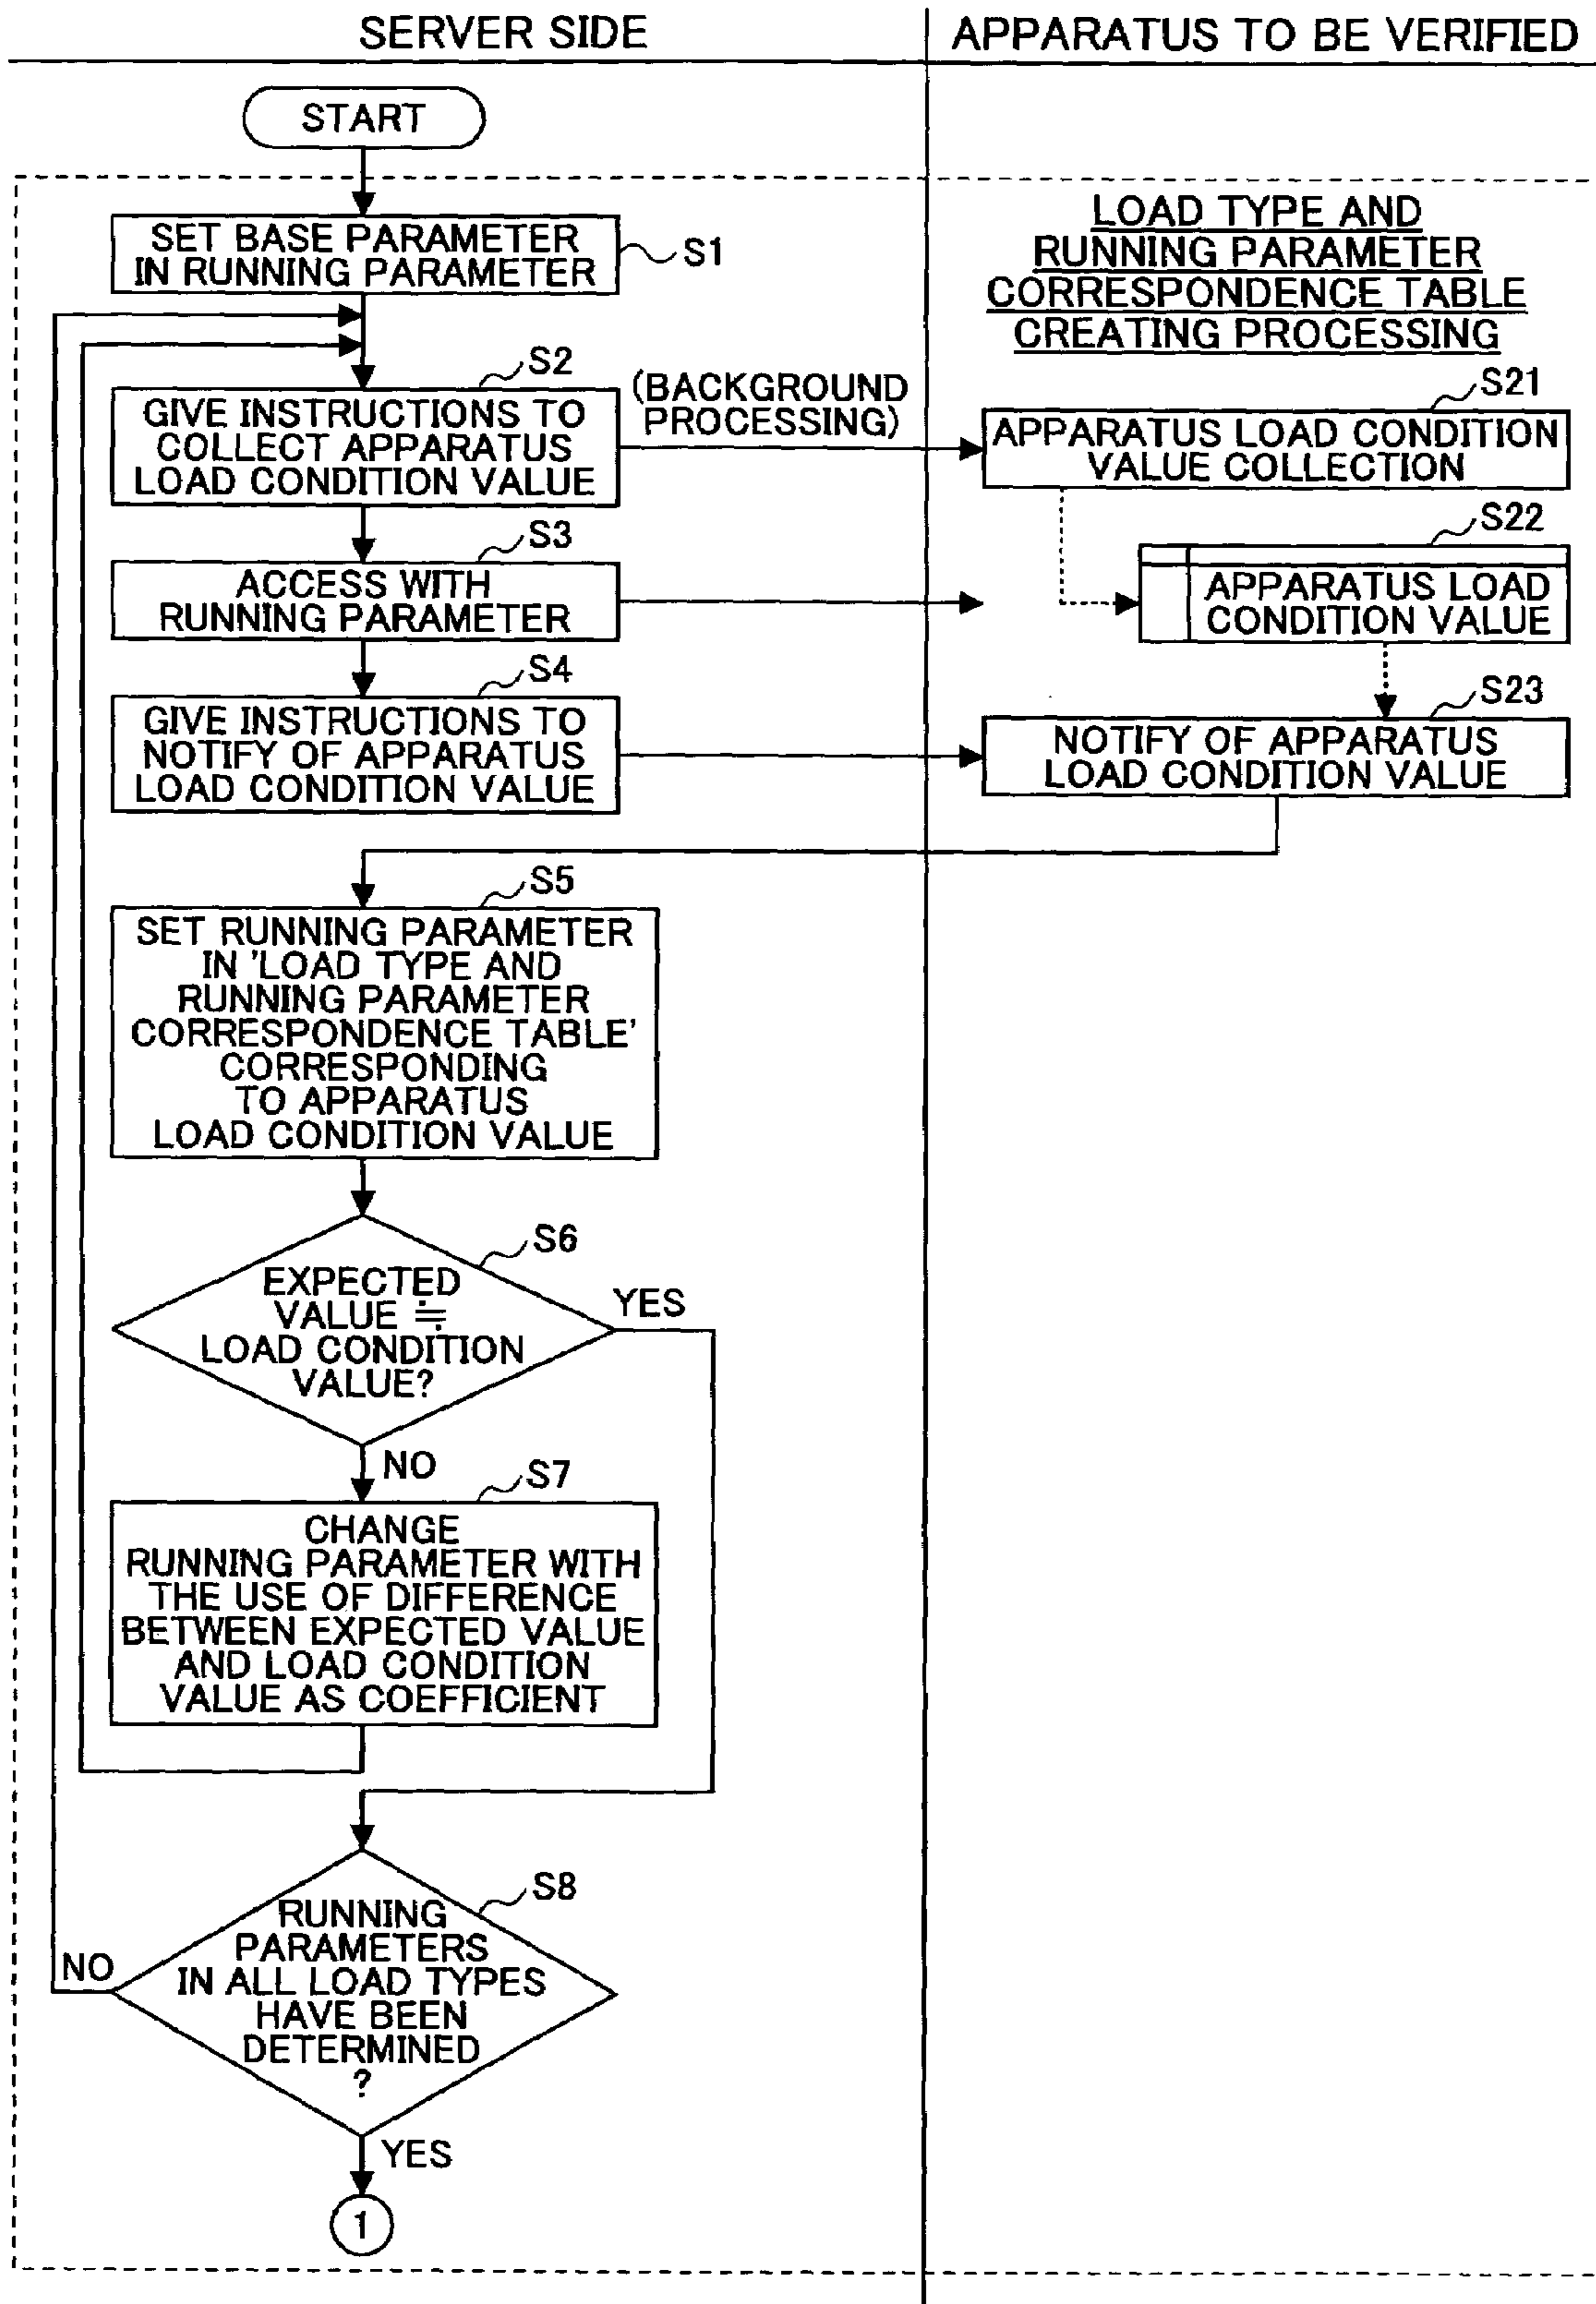 SERVER SIDE
APPARATUS TO BE VERIFIED
START
SET BASE PARAMETER
IN RUNNING PARAMETER
S1
LOAD TYPE AND
RUNNING PARAMETER
CORRESPONDENCE TABLE
CREATING PROCESSING
S2
GIVE INSTRUCTIONS TO
COLLECT APPARATUS
LOAD CONDITION VALUE
(BACKGROUND
PROCESSING)
S21
APPARATUS LOAD CONDITION
VALUE COLLECTION
S3
ACCESS WITH
RUNNING PARAMETER
S22
APPARATUS LOAD
CONDITION VALUE
S4
GIVE INSTRUCTIONS TO
NOTIFY OF APPARATUS
LOAD CONDITION VALUE
S23
NOTIFY OF APPARATUS
LOAD CONDITION VALUE
S5
SET RUNNING PARAMETER
IN 'LOAD TYPE AND
RUNNING PARAMETER
CORRESPONDENCE TABLE'
CORRESPONDING
TO APPARATUS
LOAD CONDITION VALUE
S6
EXPECTED
VALUE ≒
LOAD CONDITION
VALUE?
YES
NO
S7
CHANGE
RUNNING PARAMETER WITH
THE USE OF DIFFERENCE
BETWEEN EXPECTED VALUE
AND LOAD CONDITION
VALUE AS COEFFICIENT
S8
RUNNING
PARAMETERS
IN ALL LOAD TYPES
HAVE BEEN
DETERMINED
?
NO
YES
1